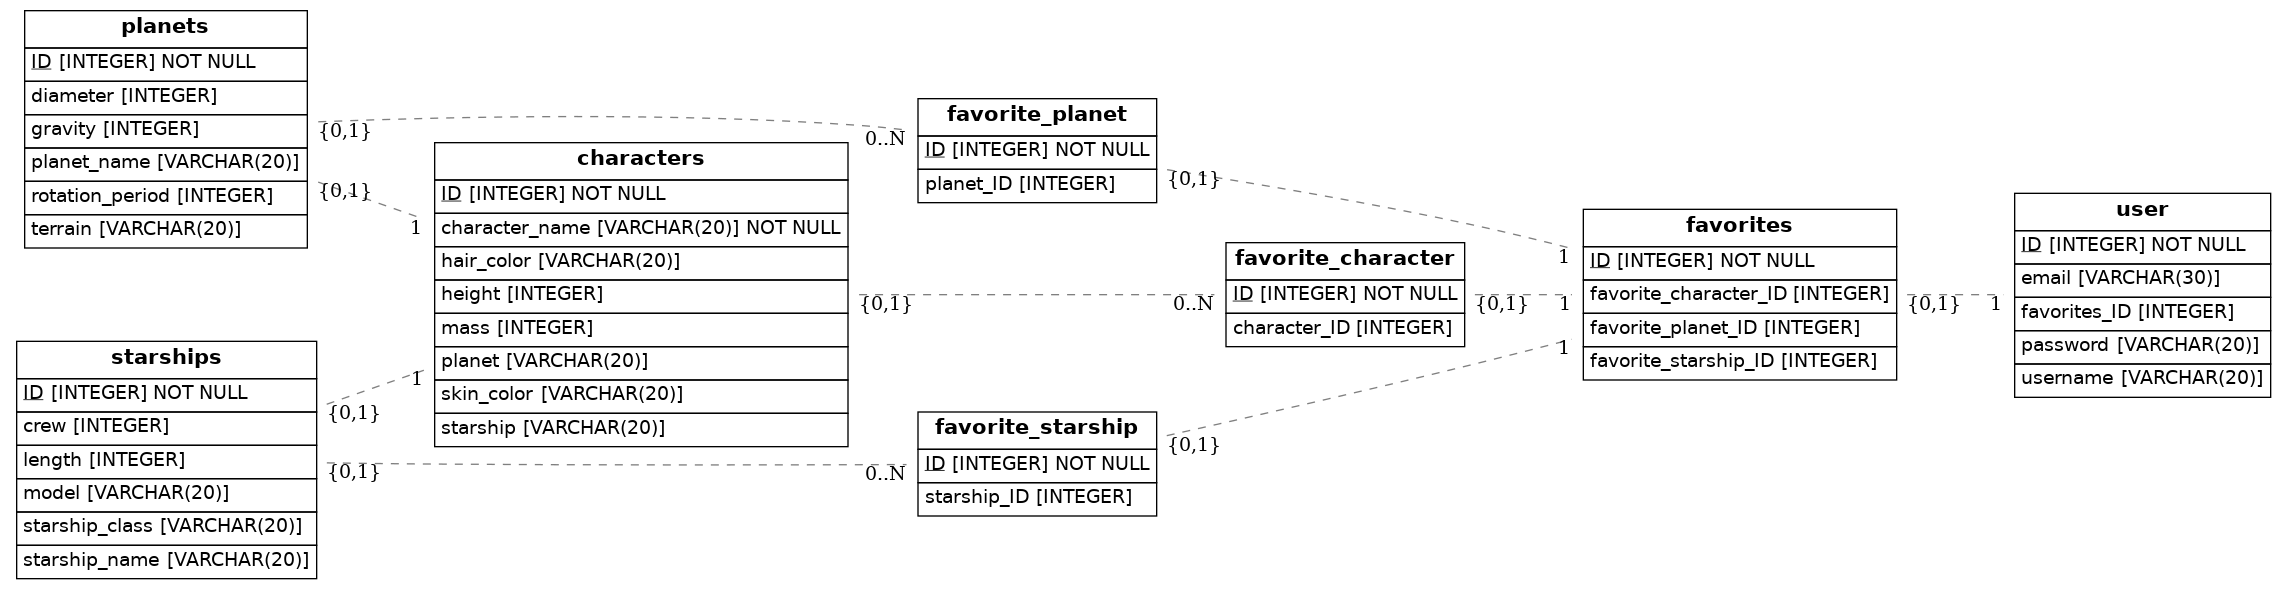 planets
ID [INTEGER] NOT NULL
diameter [INTEGER]
gravity [INTEGER]
planet_name [VARCHAR(20)]
rotation_period [INTEGER]
terrain [VARCHAR(20)]
{0,1}
0..N
{0,1}
1
characters
ID [INTEGER] NOT NULL
character_name [VARCHAR(20)] NOT NULL
hair_color [VARCHAR(20)]
height [INTEGER]
mass [INTEGER]
planet [VARCHAR(20)]
skin_color [VARCHAR(20)]
starship [VARCHAR(20)]
{0,1}
0..N
starships
ID [INTEGER] NOT NULL
crew [INTEGER]
length [INTEGER]
model [VARCHAR(20)]
starship_class [VARCHAR(20)]
starship_name [VARCHAR(20)]
{0,1}
1
{0,1}
0..N
favorite_planet
ID [INTEGER] NOT NULL
planet_ID [INTEGER]
{0,1}
1
favorite_character
ID [INTEGER] NOT NULL
character_ID [INTEGER]
{0,1}
1
favorite_starship
ID [INTEGER] NOT NULL
starship_ID [INTEGER]
{0,1}
1
favorites
ID [INTEGER] NOT NULL
favorite_character_ID [INTEGER]
favorite_planet_ID [INTEGER]
favorite_starship_ID [INTEGER]
{0,1}
1
user
ID [INTEGER] NOT NULL
email [VARCHAR(30)]
favorites_ID [INTEGER]
password [VARCHAR(20)]
username [VARCHAR(20)]